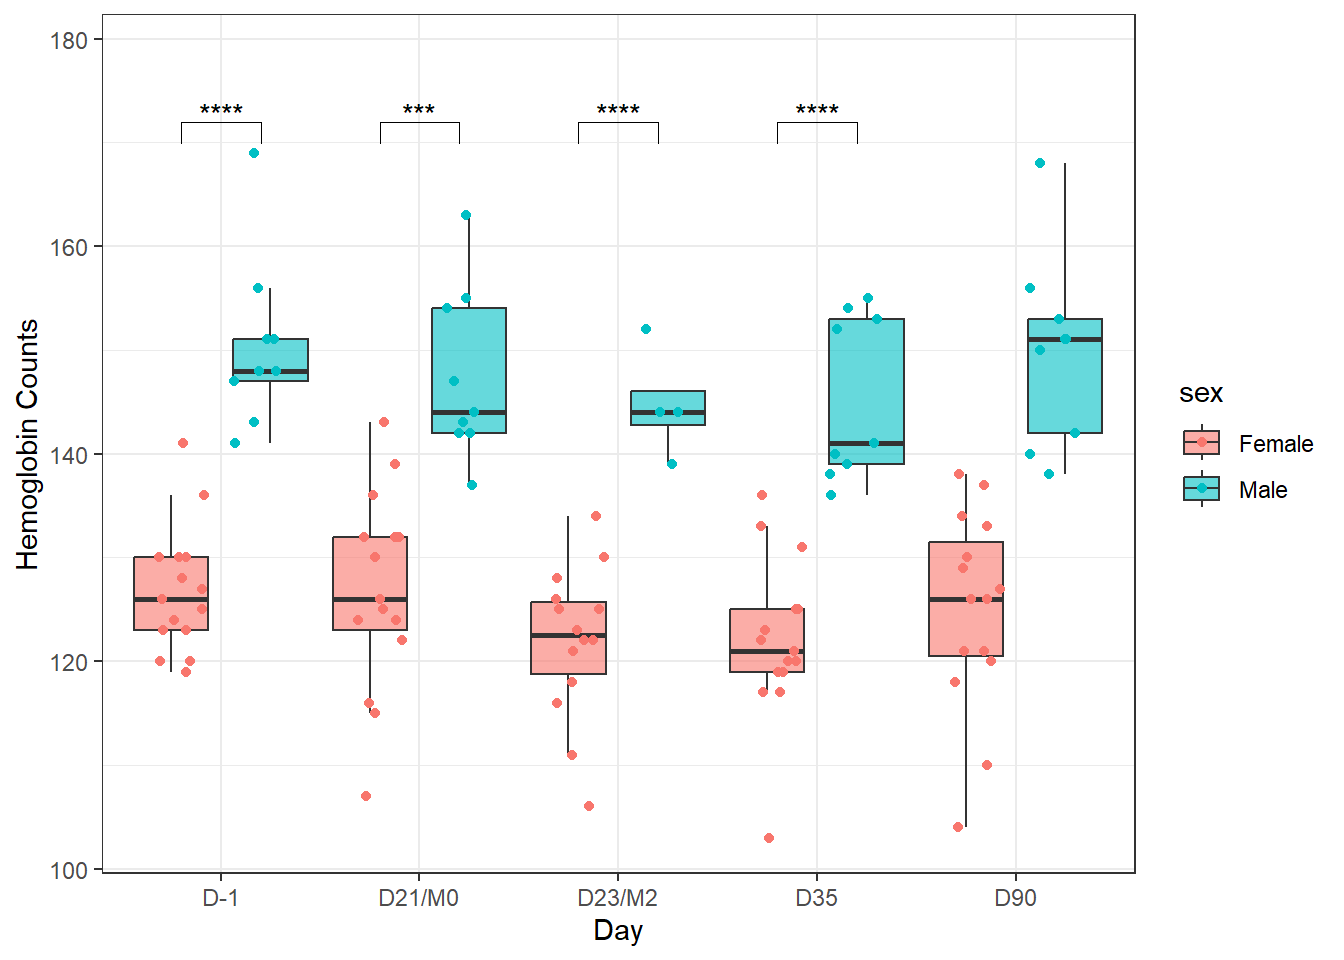 180
**** *** **** ****
160
140
120
100
Hemoglobin Counts
D-1 D21/M0 D23/M2 D35 D90
Day
sex
Female
Male